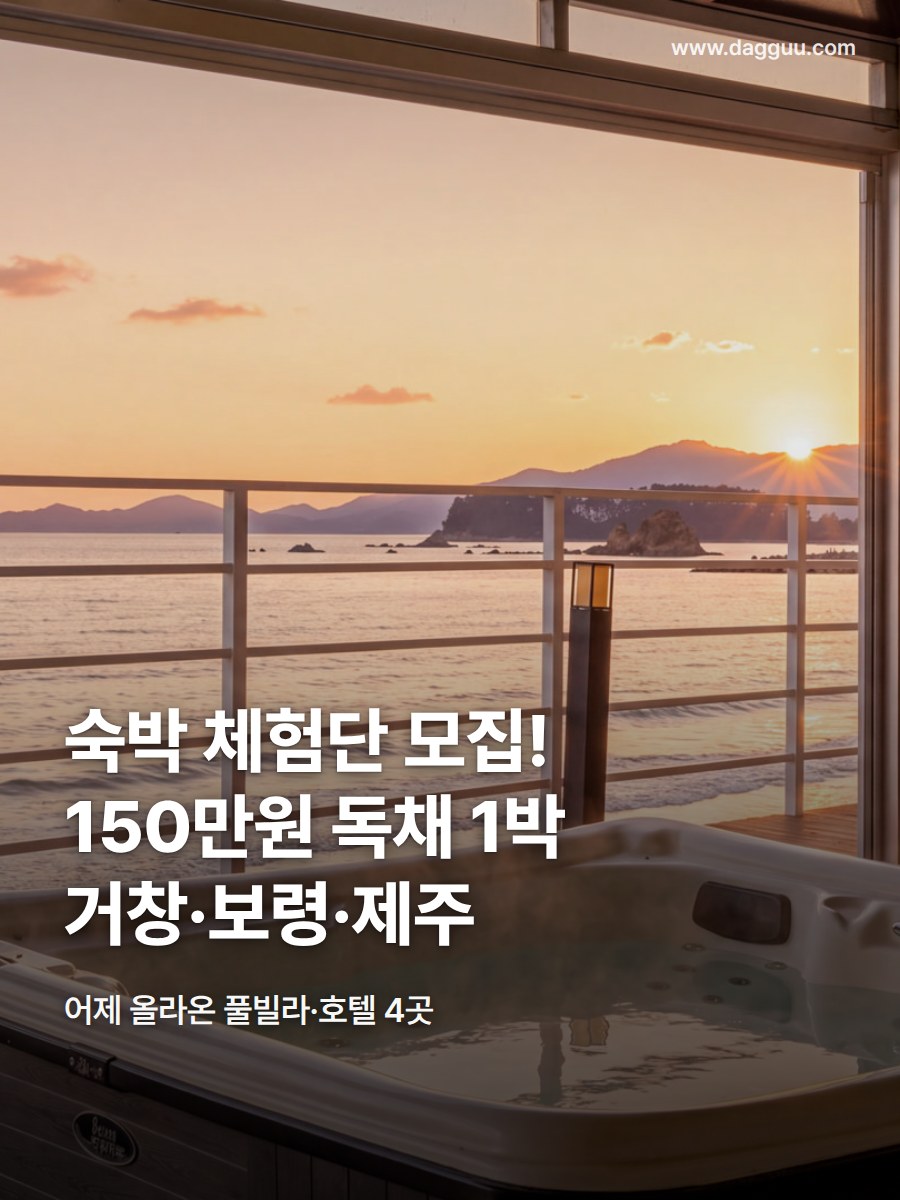 www.dagguu.com
숙박 체험단 모집!
150만원 독채 1박
거창·보령·제주
어제 올라온 풀빌라·호텔 4곳